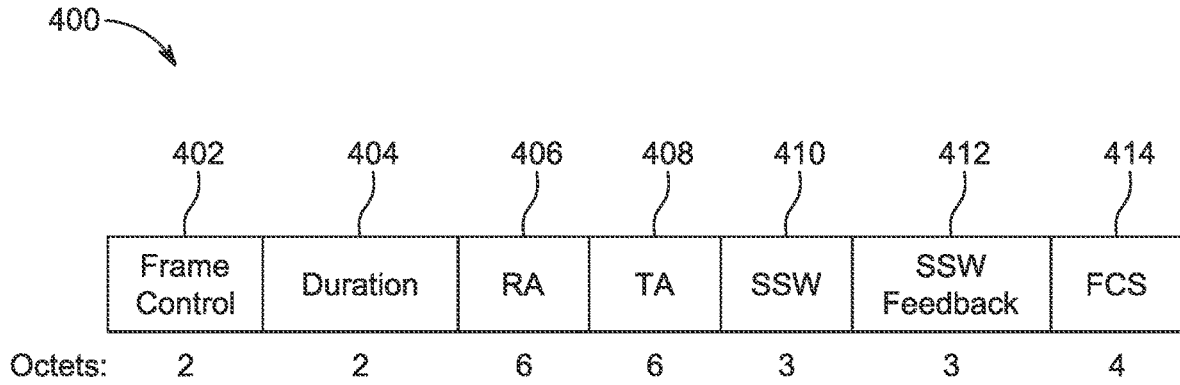 400
402 404 406 408 410 412 414
Frame Control Duration RA TA SSW SSW Feedback FCS
Octets: 2 2 6 6 3 3 4